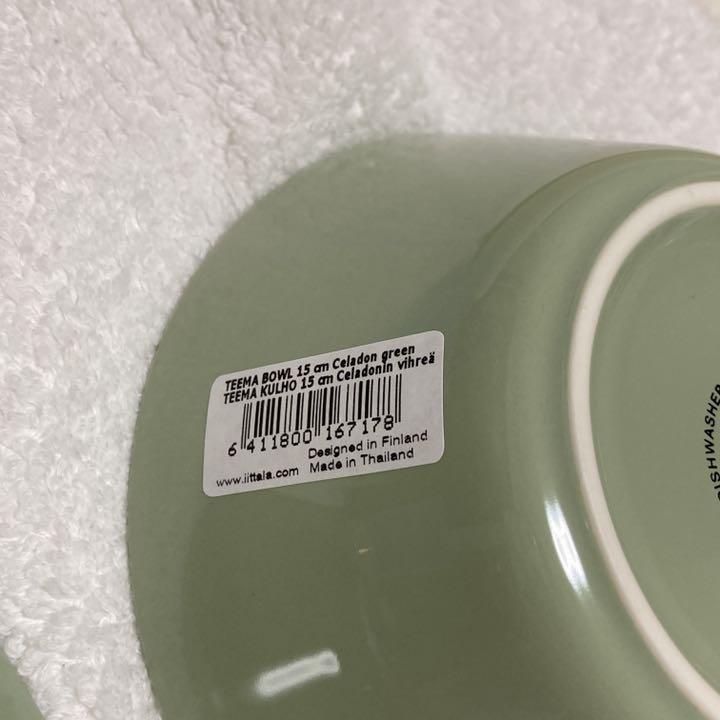 TEEMA BOWL 15 cm Celadon green
TEEMA KULHO 15 cm Celadonin vihreä
6 411800 167178
Designed in Finland
www.iittala.com Made in Thailand
DISHWASHER